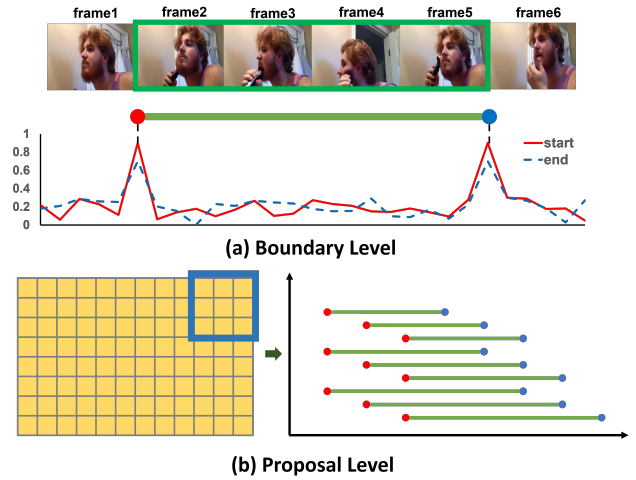 frame1 frame2 frame3 frame4 frame5 frame6
1
0.8
0.6
0.4
0.2
0
start
end
(a) Boundary Level
(b) Proposal Level